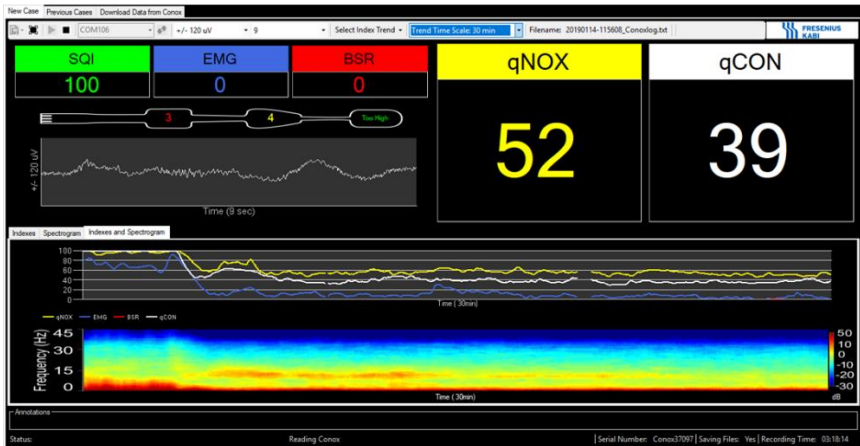 New Case Previous Cases Download Data from Conox
COM106 +/- 120 uV 9 Select Index Trend Trend Time Scale: 30 min Filename: 20190114-115608_Conoxlog.txt FRESENIUS
KABI
SQI EMG BSR qNOX qCON
100 0 0
3 4 Too High
52 39
+/- 120 uV
Time (9 sec)
Indexes Spectrogram Indexes and Spectrogram
100
80
60
40
20
0
Time ( 30min)
qNOX EMG BSR qCON
Frequency (Hz)
45
30
15
0
50
10
0
-10
-20
-30
Time ( 30min) dB
Annotations
Status: Reading Conox Serial Number: Conox37097 Saving Files: Yes Recording Time: 03:18:14